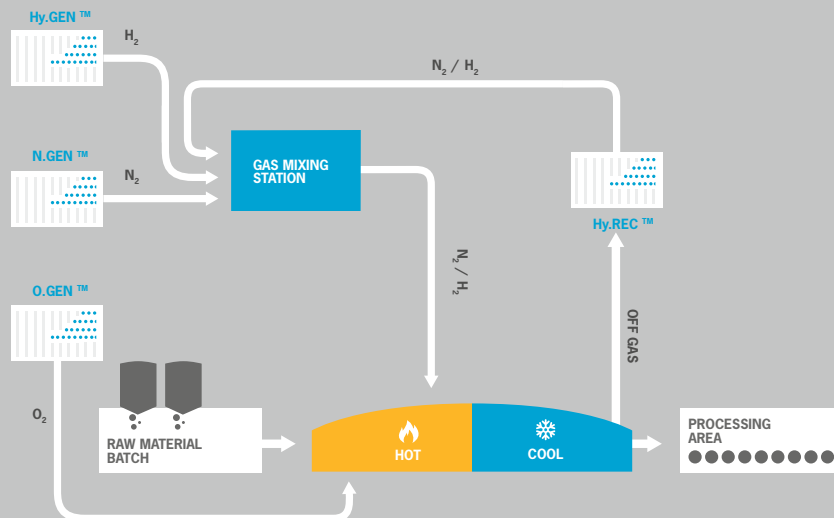 Hy.GEN ™
H₂
N₂ / H₂
GAS MIXING
STATION
N.GEN ™
N₂
Hy.REC ™
N₂ / H₂
O.GEN ™
OFF GAS
O₂
RAW MATERIAL
BATCH
HOT
COOL
PROCESSING
AREA